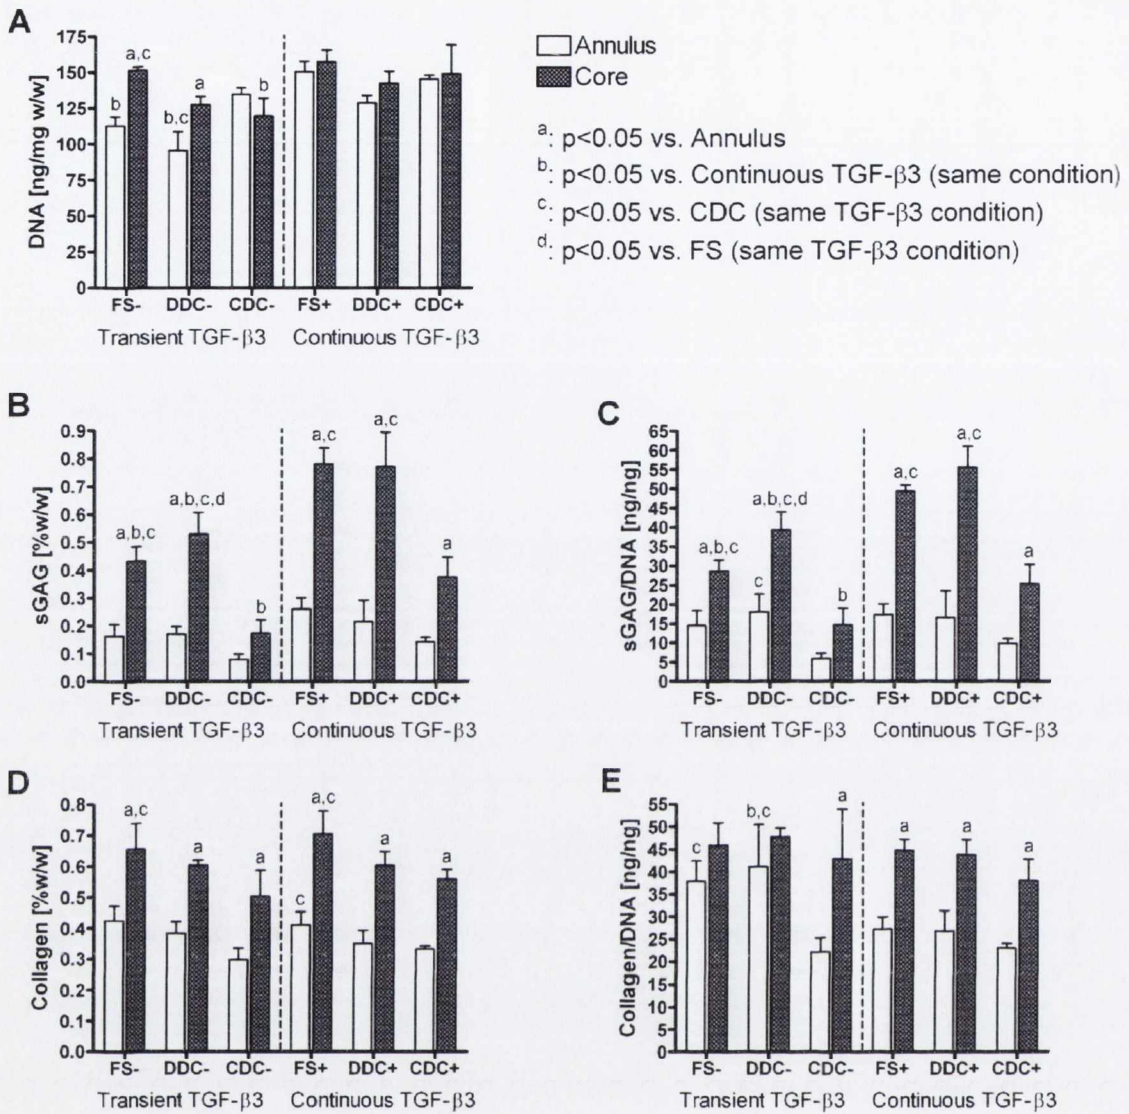 A
DNA [ng/mg w/w]
175
150
125
100
75
50
25
0
b
a,c
b,c
a
b
FS-
DDC-
CDC-
FS+
DDC+
CDC+
Transient TGF-β3
Continuous TGF-β3
Annulus
Core
a: p<0.05 vs. Annulus
b: p<0.05 vs. Continuous TGF-β3 (same condition)
c: p<0.05 vs. CDC (same TGF-β3 condition)
d: p<0.05 vs. FS (same TGF-β3 condition)
B
sGAG [%w/w]
0.9
0.8
0.7
0.6
0.5
0.4
0.3
0.2
0.1
0.0
a,b,c
a,b,c,d
b
a,c
a,c
a
FS-
DDC-
CDC-
FS+
DDC+
CDC+
Transient TGF-β3
Continuous TGF-β3
C
sGAG/DNA [ng/ng]
65
60
55
50
45
40
35
30
25
20
15
10
5
0
a,b,c
c
a,b,c,d
b
a,c
a,c
a
FS-
DDC-
CDC-
FS+
DDC+
CDC+
Transient TGF-β3
Continuous TGF-β3
D
Collagen [%w/w]
0.8
0.7
0.6
0.5
0.4
0.3
0.2
0.1
0.0
a,c
a
a
c
a,c
a
a
FS-
DDC-
CDC-
FS+
DDC+
CDC+
Transient TGF-β3
Continuous TGF-β3
E
Collagen/DNA [ng/ng]
55
50
45
40
35
30
25
20
15
10
5
0
c
b,c
a
a
a
a
FS-
DDC-
CDC-
FS+
DDC+
CDC+
Transient TGF-β3
Continuous TGF-β3